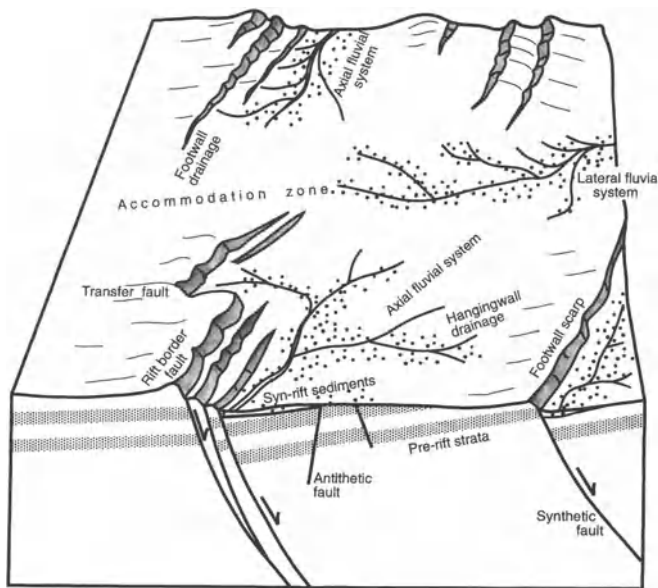 Axial fluvial
system
Footwall
drainage
Lateral fluvial
system
Accommodation zone
Transfer fault
Axial fluvial system
Hangingwall
drainage
Rift border
fault
Footwall scarp
Syn-rift sediments
Pre-rift strata
Antithetic
fault
Synthetic
fault